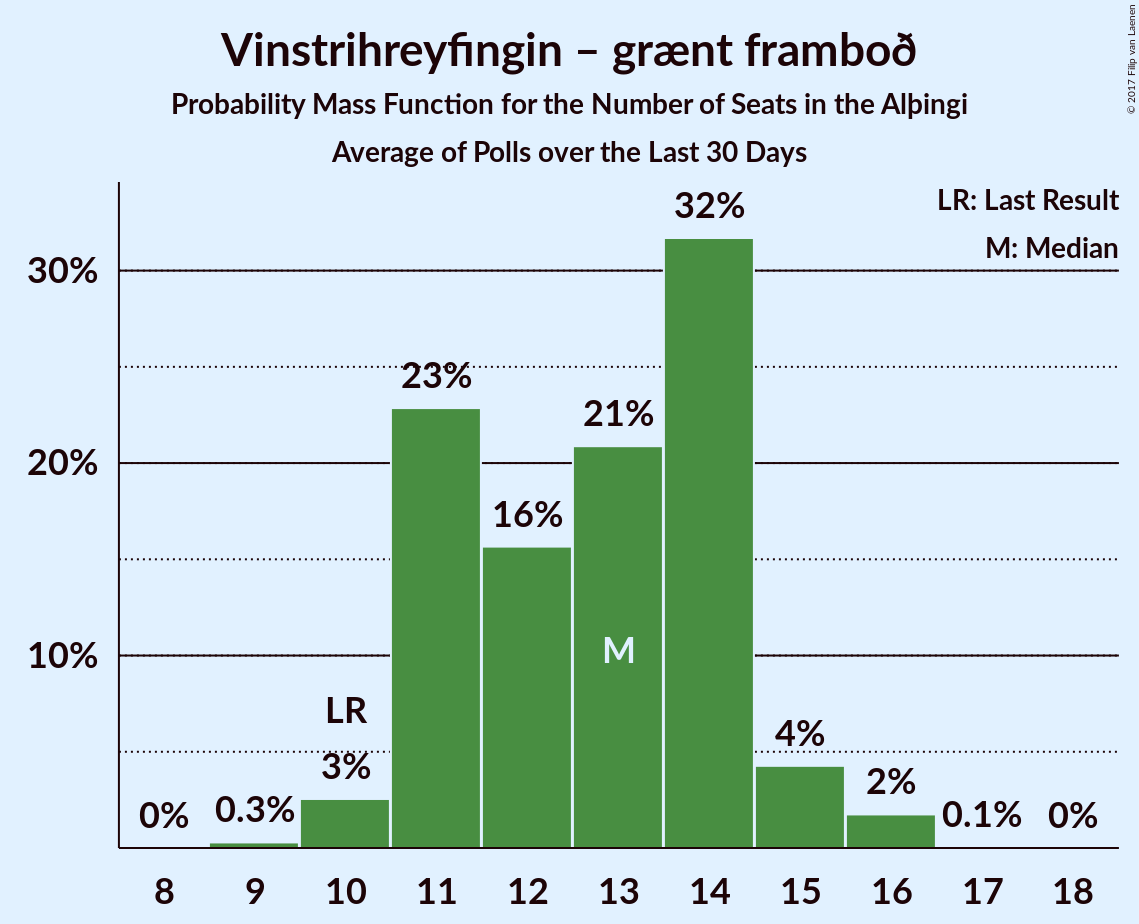 Vinstrihreyfingin – grænt framboð
Probability Mass Function for the Number of Seats in the Alþingi
Average of Polls over the Last 30 Days
© 2017 Filip van Laenen
LR: Last Result
M: Median
32%
30%
23%
21%
20%
16%
M
10%
LR
4%
3%
2%
0%
0.3%
0.1%
0%
8 9 10 11 12 13 14 15 16 17 18